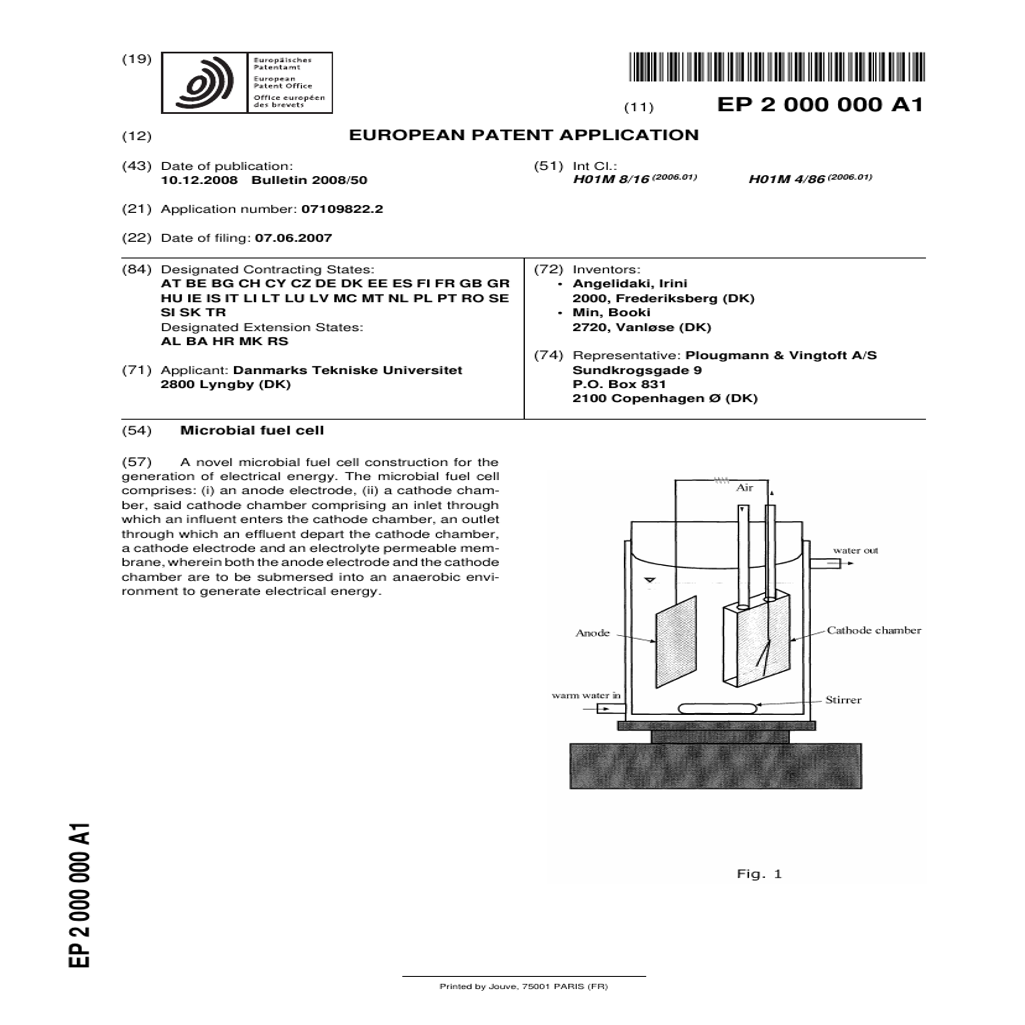 (19)
Europäisches
Patentamt
European
Patent Office
Office européen
des brevets
(11) EP 2 000 000 A1
(12) EUROPEAN PATENT APPLICATION
(43) Date of publication:
10.12.2008 Bulletin 2008/50
(21) Application number: 07109822.2
(22) Date of filing: 07.06.2007
(51) Int Cl.:
H01M 8/16 (2006.01) H01M 4/86 (2006.01)
(84) Designated Contracting States:
AT BE BG CH CY CZ DE DK EE ES FI FR GB GR
HU IE IS IT LI LT LU LV MC MT NL PL PT RO SE
SI SK TR
Designated Extension States:
AL BA HR MK RS
(71) Applicant: Danmarks Tekniske Universitet
2800 Lyngby (DK)
(72) Inventors:
• Angelidaki, Irini
2000, Frederiksberg (DK)
• Min, Booki
2720, Vanløse (DK)
(74) Representative: Plougmann & Vingtoft A/S
Sundkrogsgade 9
P.O. Box 831
2100 Copenhagen Ø (DK)
(54) Microbial fuel cell
(57) A novel microbial fuel cell construction for the
generation of electrical energy. The microbial fuel cell
comprises: (i) an anode electrode, (ii) a cathode cham-
ber, said cathode chamber comprising an inlet through
which an influent enters the cathode chamber, an outlet
through which an effluent depart the cathode chamber,
a cathode electrode and an electrolyte permeable mem-
brane, wherein both the anode electrode and the cathode
chamber are to be submersed into an anaerobic envi-
ronment to generate electrical energy.
Air
water out
Anode
Cathode chamber
warm water in
Stirrer
Fig. 1
EP 2 000 000 A1
Printed by Jouve, 75001 PARIS (FR)